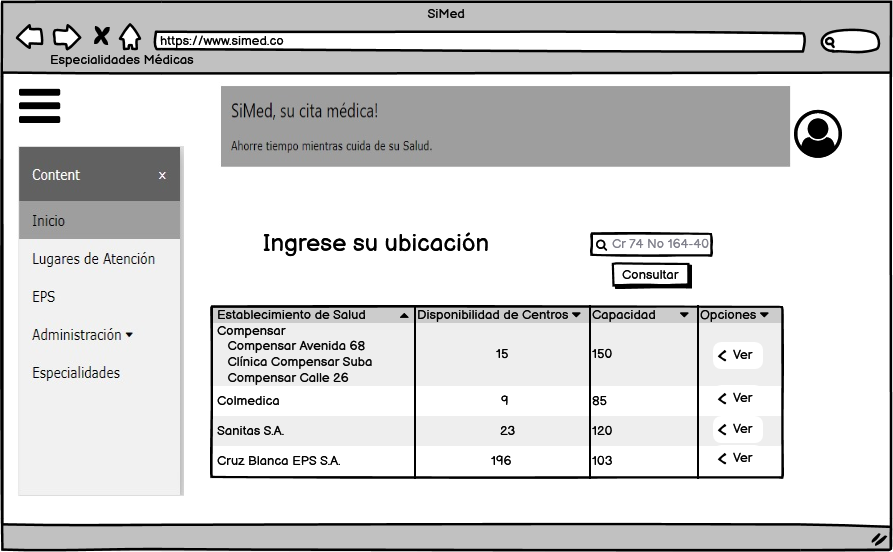 SiMed
https://www.simed.co
Especialidades Médicas
SiMed, su cita médica!
Ahorre tiempo mientras cuida de su Salud.
Content x
Inicio
Lugares de Atención
EPS
Administración
Especialidades
Ingrese su ubicación
Cr 74 No 164-40
Consultar
Establecimiento de Salud Disponibilidad de Centros Capacidad Opciones
Compensar
Compensar Avenida 68
Clínica Compensar Suba
Compensar Calle 26
15 150 Ver
Colmedica 9 85 Ver
Sanitas S.A. 23 120 Ver
Cruz Blanca EPS S.A. 196 103 Ver